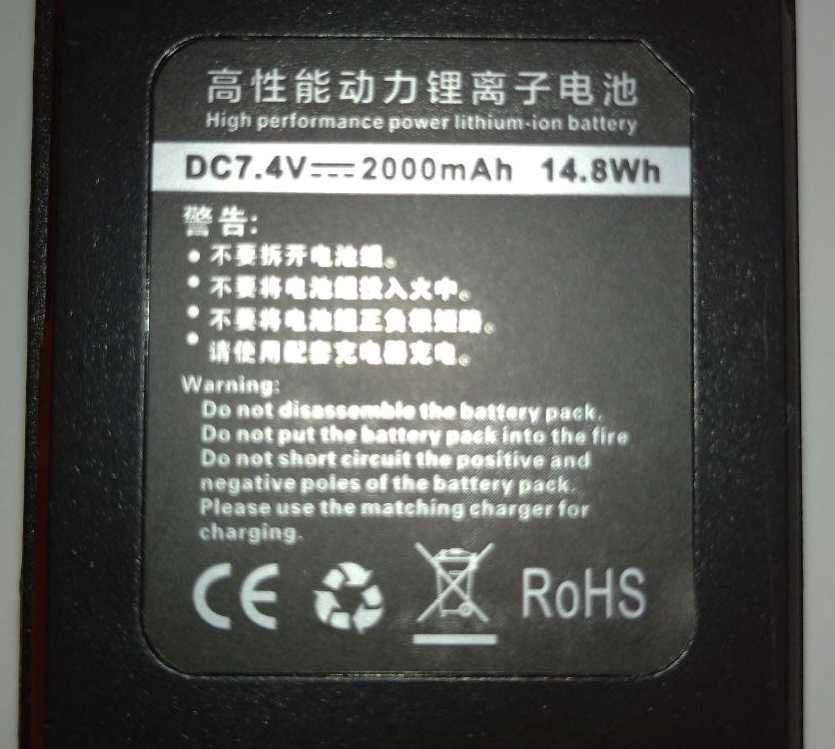 高性能动力锂离子电池
High performance power lithium-ion battery
DC7.4V⎓2000mAh 14.8Wh
警告:
• 不要拆开电池组。
• 不要将电池组投入火中。
• 不要将电池组正负极短路。
• 请使用配套充电器充电。
Warning:
Do not disassemble the battery pack.
Do not put the battery pack into the fire
Do not short circuit the positive and
negative poles of the battery pack.
Please use the matching charger for
charging.
CE RoHS